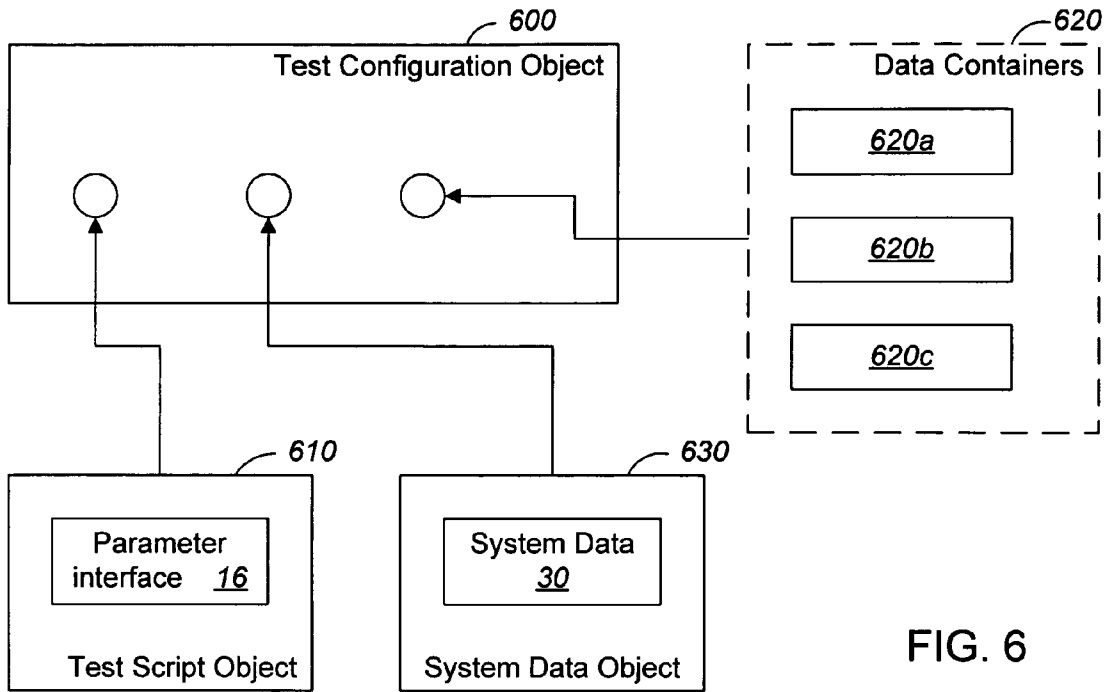 600
620
Test Configuration Object
Data Containers
620a
620b
620c
610
630
Parameter
interface 16
System Data
30
Test Script Object
System Data Object
FIG. 6